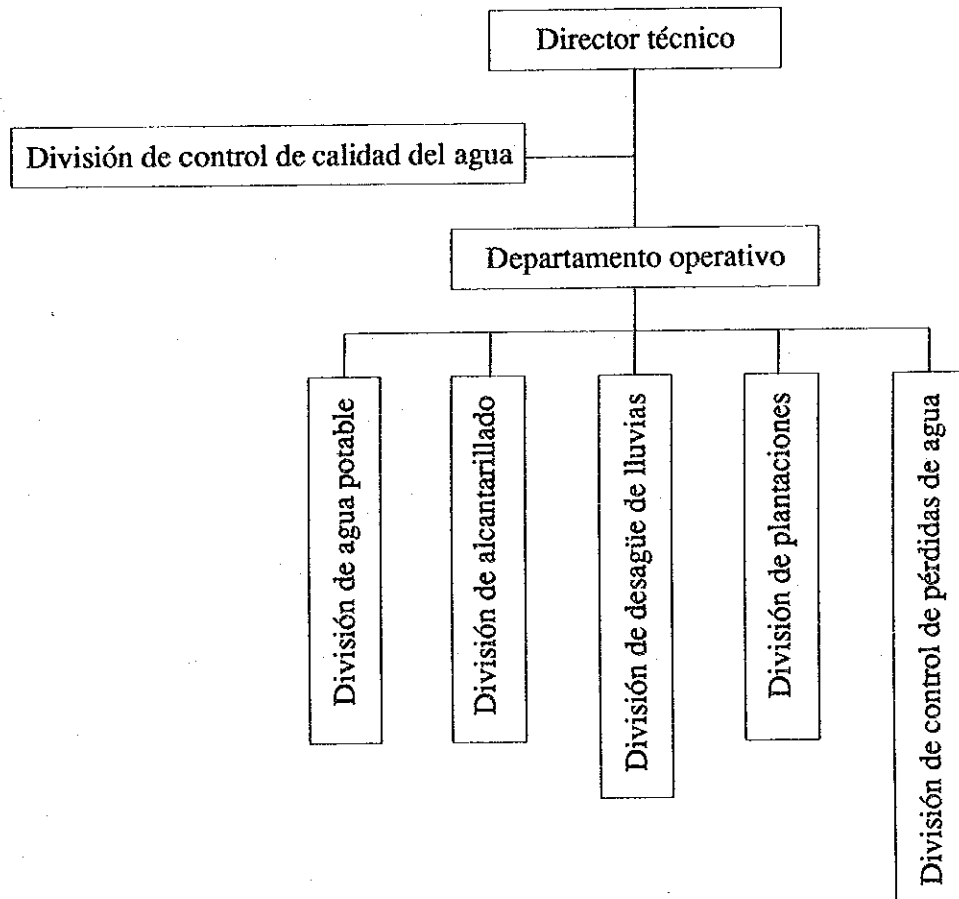 Director técnico
División de control de calidad del agua
Departamento operativo
División de agua potable
División de alcantarillado
División de desagüe de lluvias
División de plantaciones
División de control de pérdidas de agua